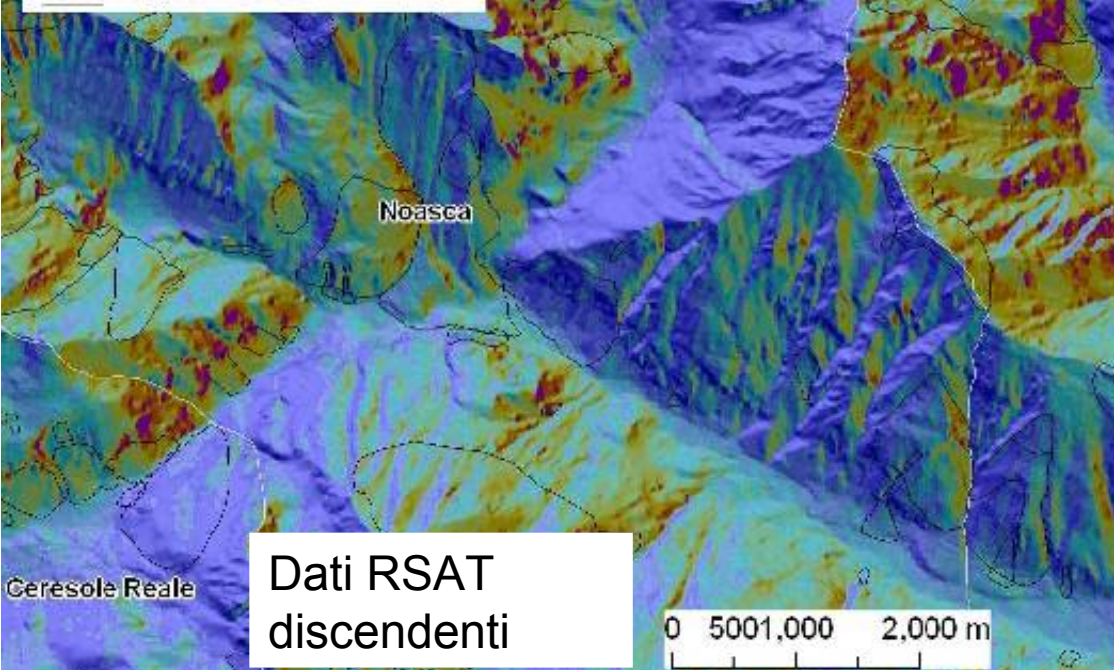 Noasca
Ceresole Reale
Dati RSAT
discendenti
0 5001,000 2,000 m